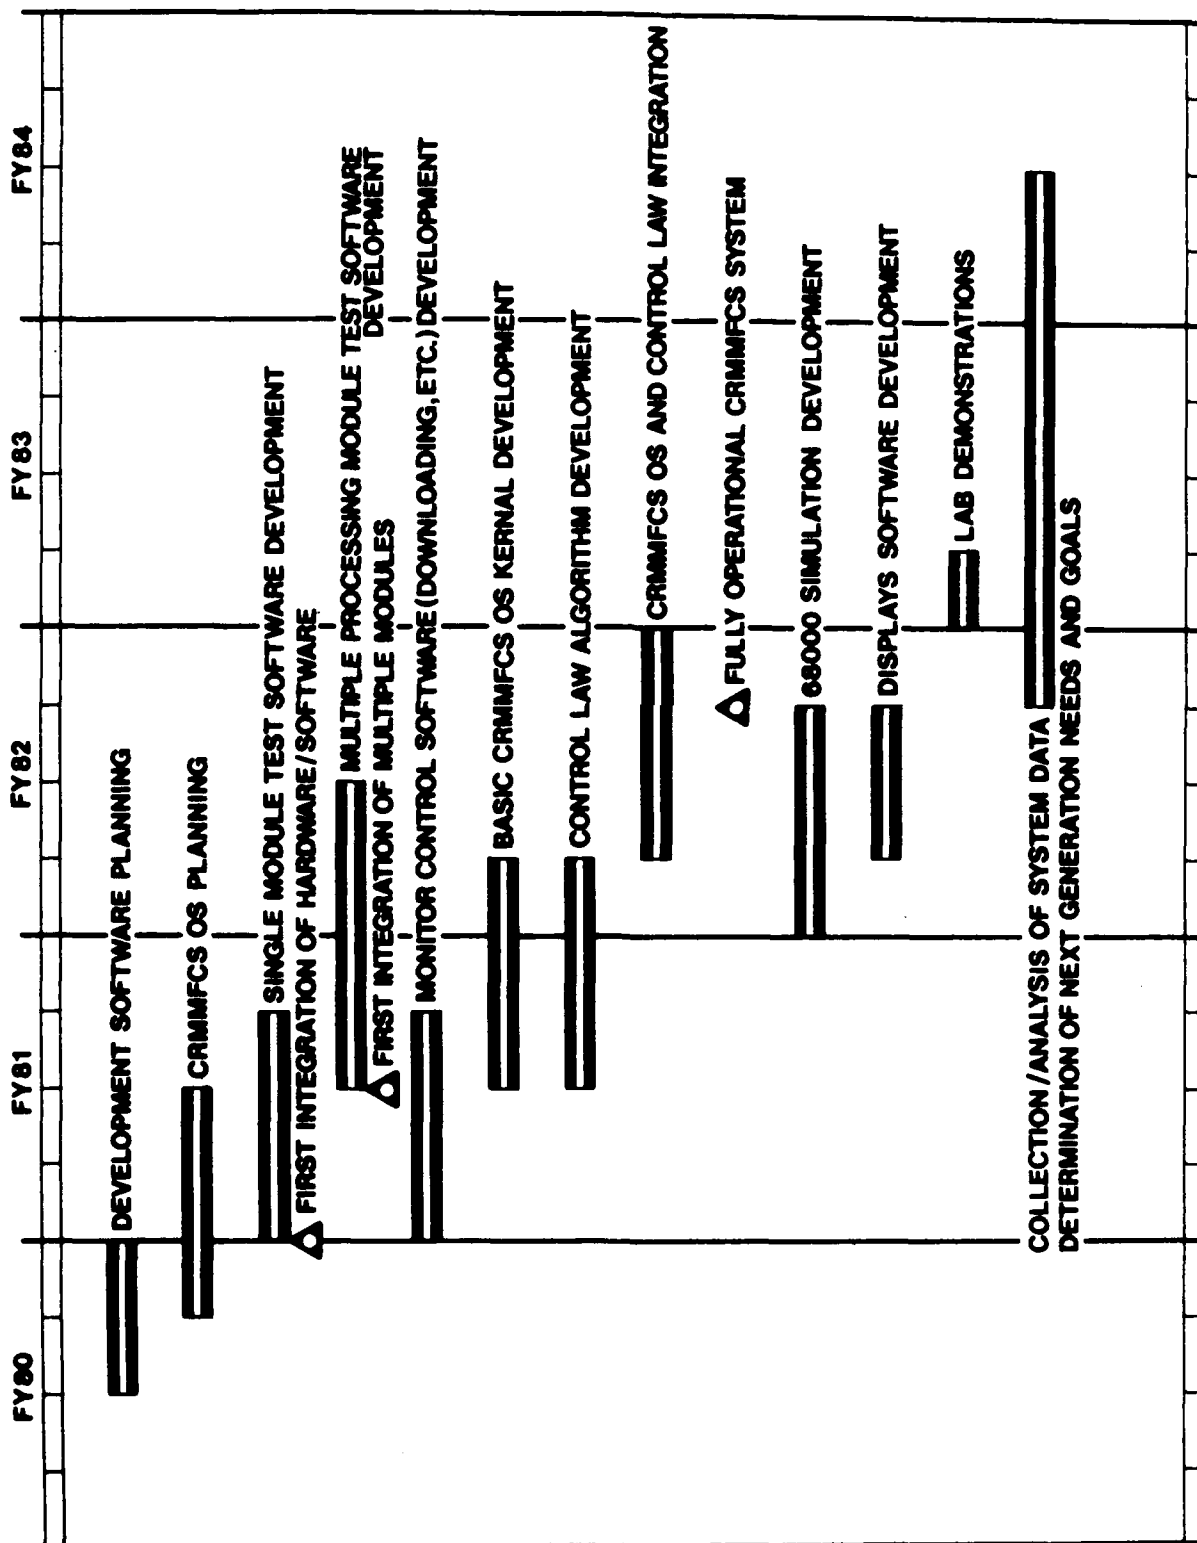 FY80 FY81 FY82 FY83 FY84
DEVELOPMENT SOFTWARE PLANNING
CRMMFCS OS PLANNING
SINGLE MODULE TEST SOFTWARE DEVELOPMENT
FIRST INTEGRATION OF HARDWARE/SOFTWARE
MULTIPLE PROCESSING MODULE TEST SOFTWARE
DEVELOPMENT
FIRST INTEGRATION OF MULTIPLE MODULES
MONITOR CONTROL SOFTWARE (DOWNLOADING, ETC.) DEVELOPMENT
BASIC CRMMFCS OS KERNAL DEVELOPMENT
CONTROL LAW ALGORITHM DEVELOPMENT
CRMMFCS OS AND CONTROL LAW INTEGRATION
FULLY OPERATIONAL CRMMFCS SYSTEM
68000 SIMULATION DEVELOPMENT
DISPLAYS SOFTWARE DEVELOPMENT
LAB DEMONSTRATIONS
COLLECTION/ANALYSIS OF SYSTEM DATA
DETERMINATION OF NEXT GENERATION NEEDS AND GOALS